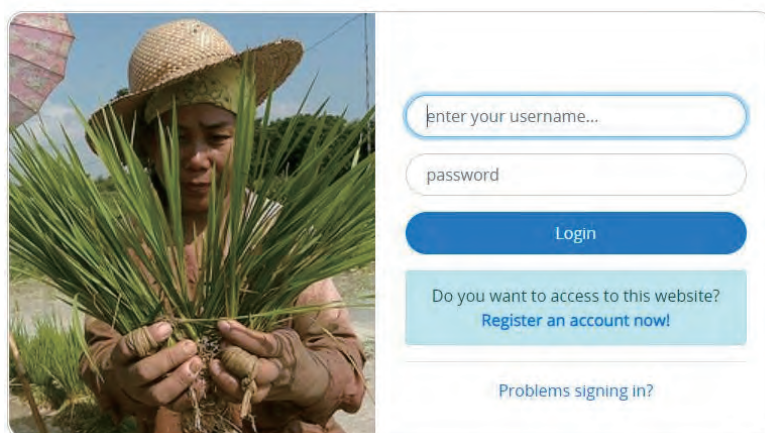 enter your username...
password
Login
Do you want to access to this website?
Register an account now!
Problems signing in?